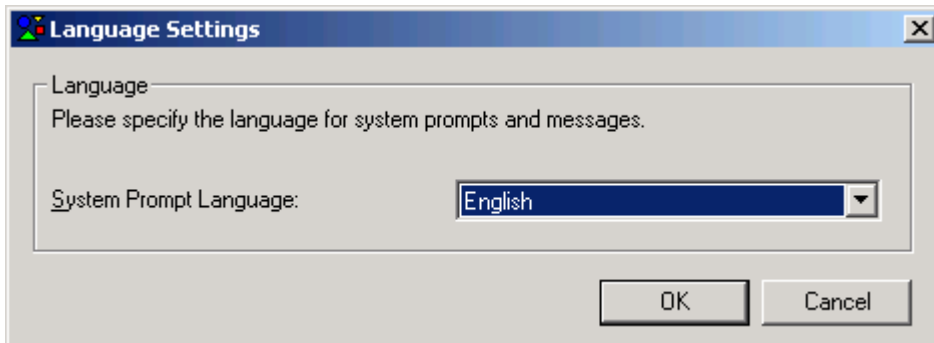 Language Settings
Language
Please specify the language for system prompts and messages.
System Prompt Language: English
OK Cancel